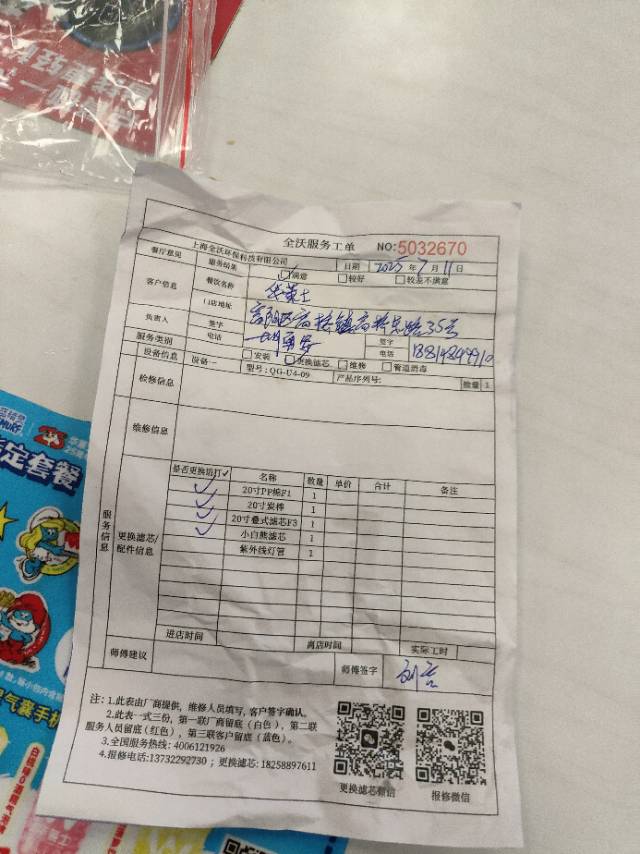 全沃服务工单 NO:5032670
上海全沃环保科技有限公司 日期 2025年7月11日
餐厅意见 服务结果 满意 较好 较差不满意
客户信息 餐饮名称 华莱士
门店地址 富阳区高桥镇高桥东路35号
负责人 签字 签字
电话 电话
服务类别 安装 更换滤芯 维修 管道消毒
设备信息 设备一 型号:QG-U4-09 产品序列号: 数量 1
检修信息
维修信息
服务信息
更换滤芯/配件信息
是否更换填打✓ 名称 数量 单价 合计 备注
✓ 20寸PP棉F1 1
✓ 20寸炭棒 1
✓ 20寸叠式滤芯F3 1
✓ 小白熊滤芯 1
紫外线灯管 1
进店时间 离店时间 实际工时
师傅建议 师傅签字
注：1.此表由厂商提供，维修人员填写，客户签字确认。
2.此表一式三份，第一联厂商留底（白色），第二联
服务人员留底(红色），第三联客户留底（蓝色）。
3.全国服务热线: 4006121926
4.报修电话:13732292730 ；更换滤芯: 18258897611
更换滤芯微信 报修微信
指定套餐